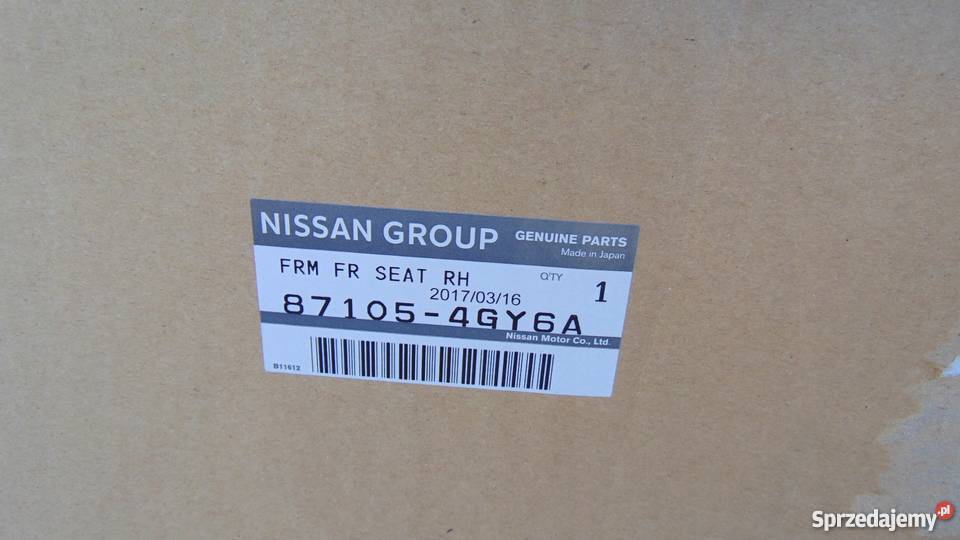 NISSAN GROUP GENUINE PARTS
Made in Japan
FRM FR SEAT RH Q'TY 1
2017/03/16
87105-4GY6A
Nissan Motor Co., Ltd.
B11612
Sprzedajemy.pl